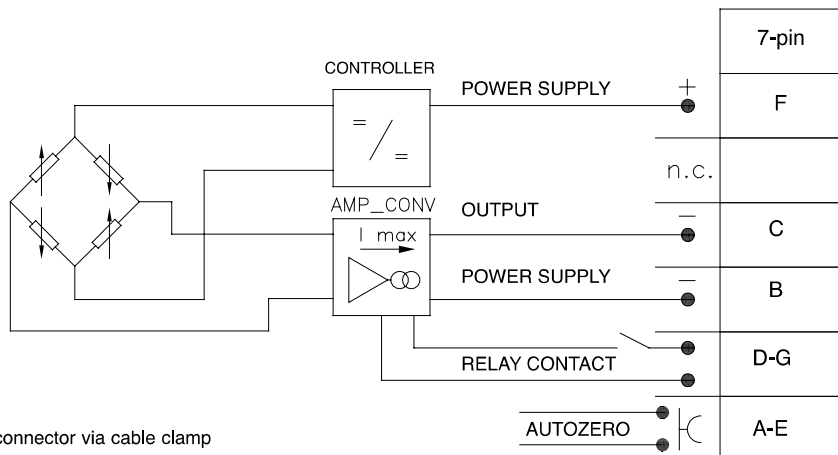 7-pin
CONTROLLER
POWER SUPPLY + F
= / =
n.c.
AMP_CONV
OUTPUT − C
I max
POWER SUPPLY − B
RELAY CONTACT D-G
AUTOZERO A-E
connector via cable clamp